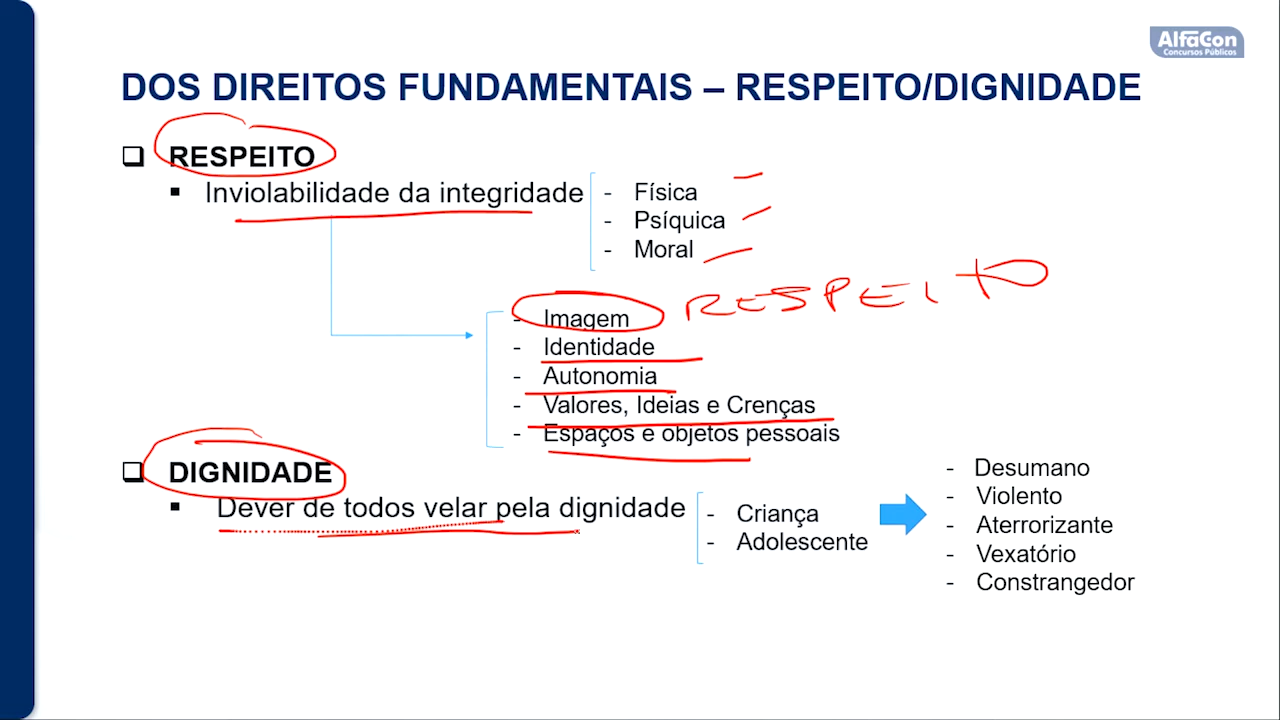 AlfaCon
Concursos Públicos
DOS DIREITOS FUNDAMENTAIS – RESPEITO/DIGNIDADE
❑ RESPEITO
▪ Inviolabilidade da integridade
- Física
- Psíquica
- Moral
RESPEITO
- Imagem
- Identidade
- Autonomia
- Valores, Ideias e Crenças
- Espaços e objetos pessoais
❑ DIGNIDADE
▪ Dever de todos velar pela dignidade
- Criança
- Adolescente
- Desumano
- Violento
- Aterrorizante
- Vexatório
- Constrangedor